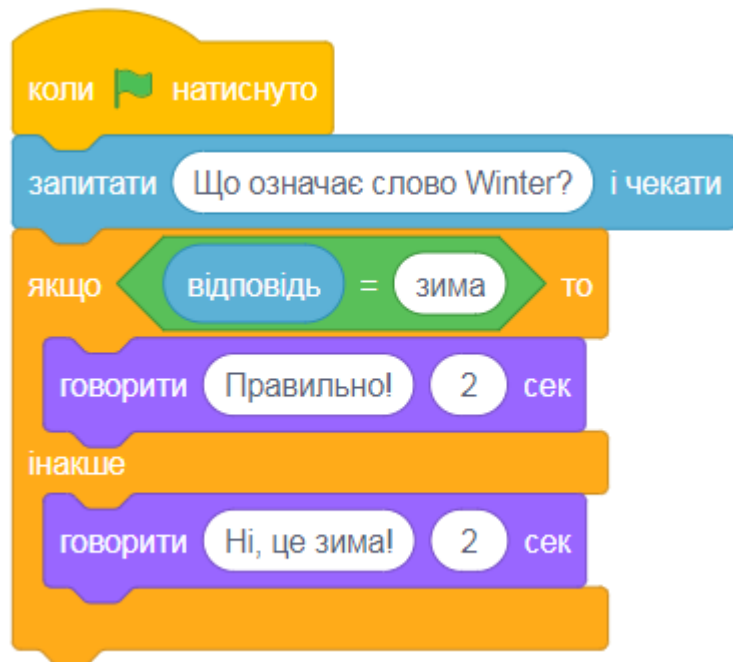 коли натиснуто
запитати Що означає слово Winter? і чекати
якщо відповідь = зима то
говорити Правильно! 2 сек
інакше
говорити Ні, це зима! 2 сек